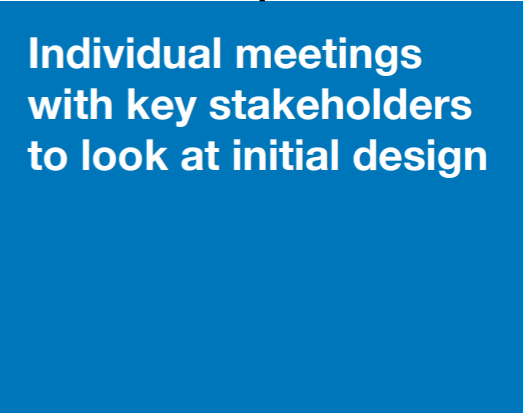 Individual meetings
with key stakeholders
to look at initial design